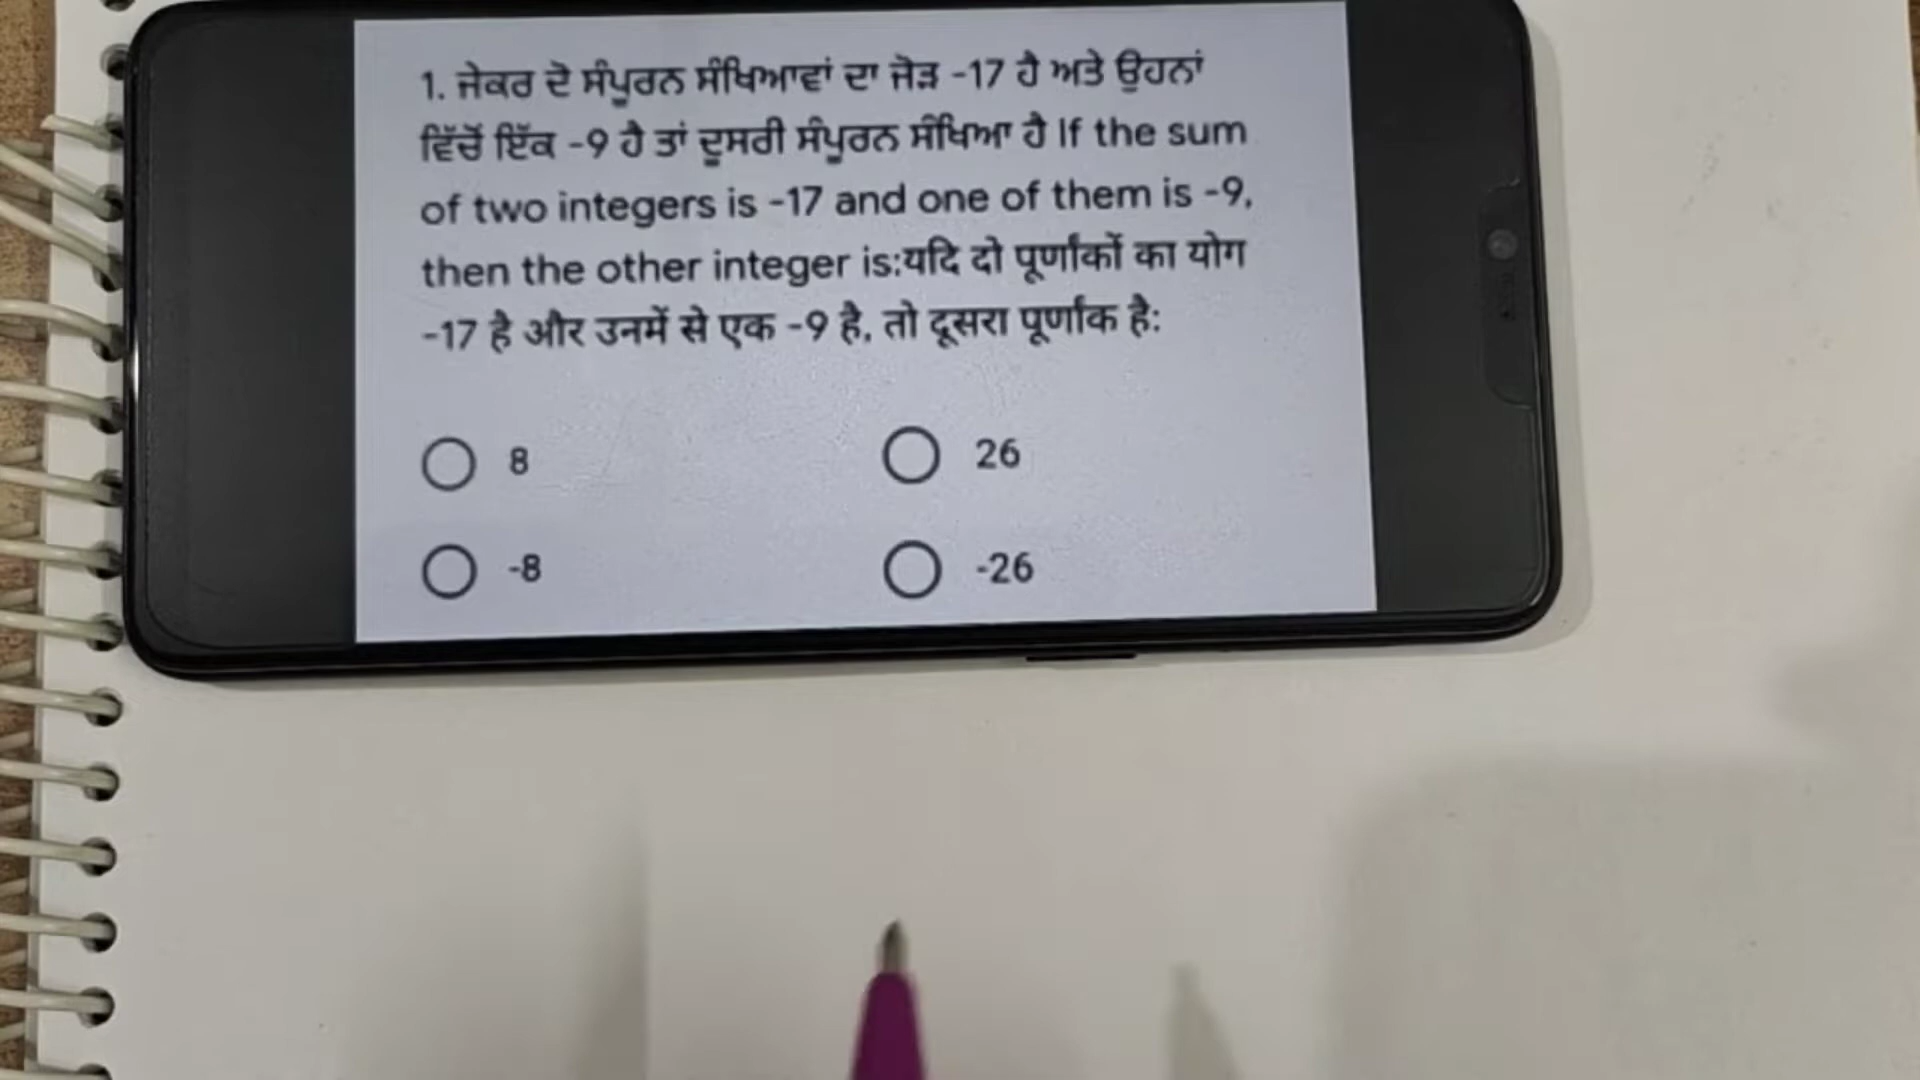 1. ਜੇਕਰ ਦੋ ਸੰਪੂਰਨ ਸੰਖਿਆਵਾਂ ਦਾ ਜੋੜ -17 ਹੈ ਅਤੇ ਉਹਨਾਂ
ਵਿੱਚੋਂ ਇੱਕ -9 ਹੈ ਤਾਂ ਦੂਸਰੀ ਸੰਪੂਰਨ ਸੰਖਿਆ ਹੈ If the sum
of two integers is -17 and one of them is -9,
then the other integer is:यदि दो पूर्णांकों का योग
-17 है और उनमें से एक -9 है, तो दूसरा पूर्णांक है:
8
26
-8
-26